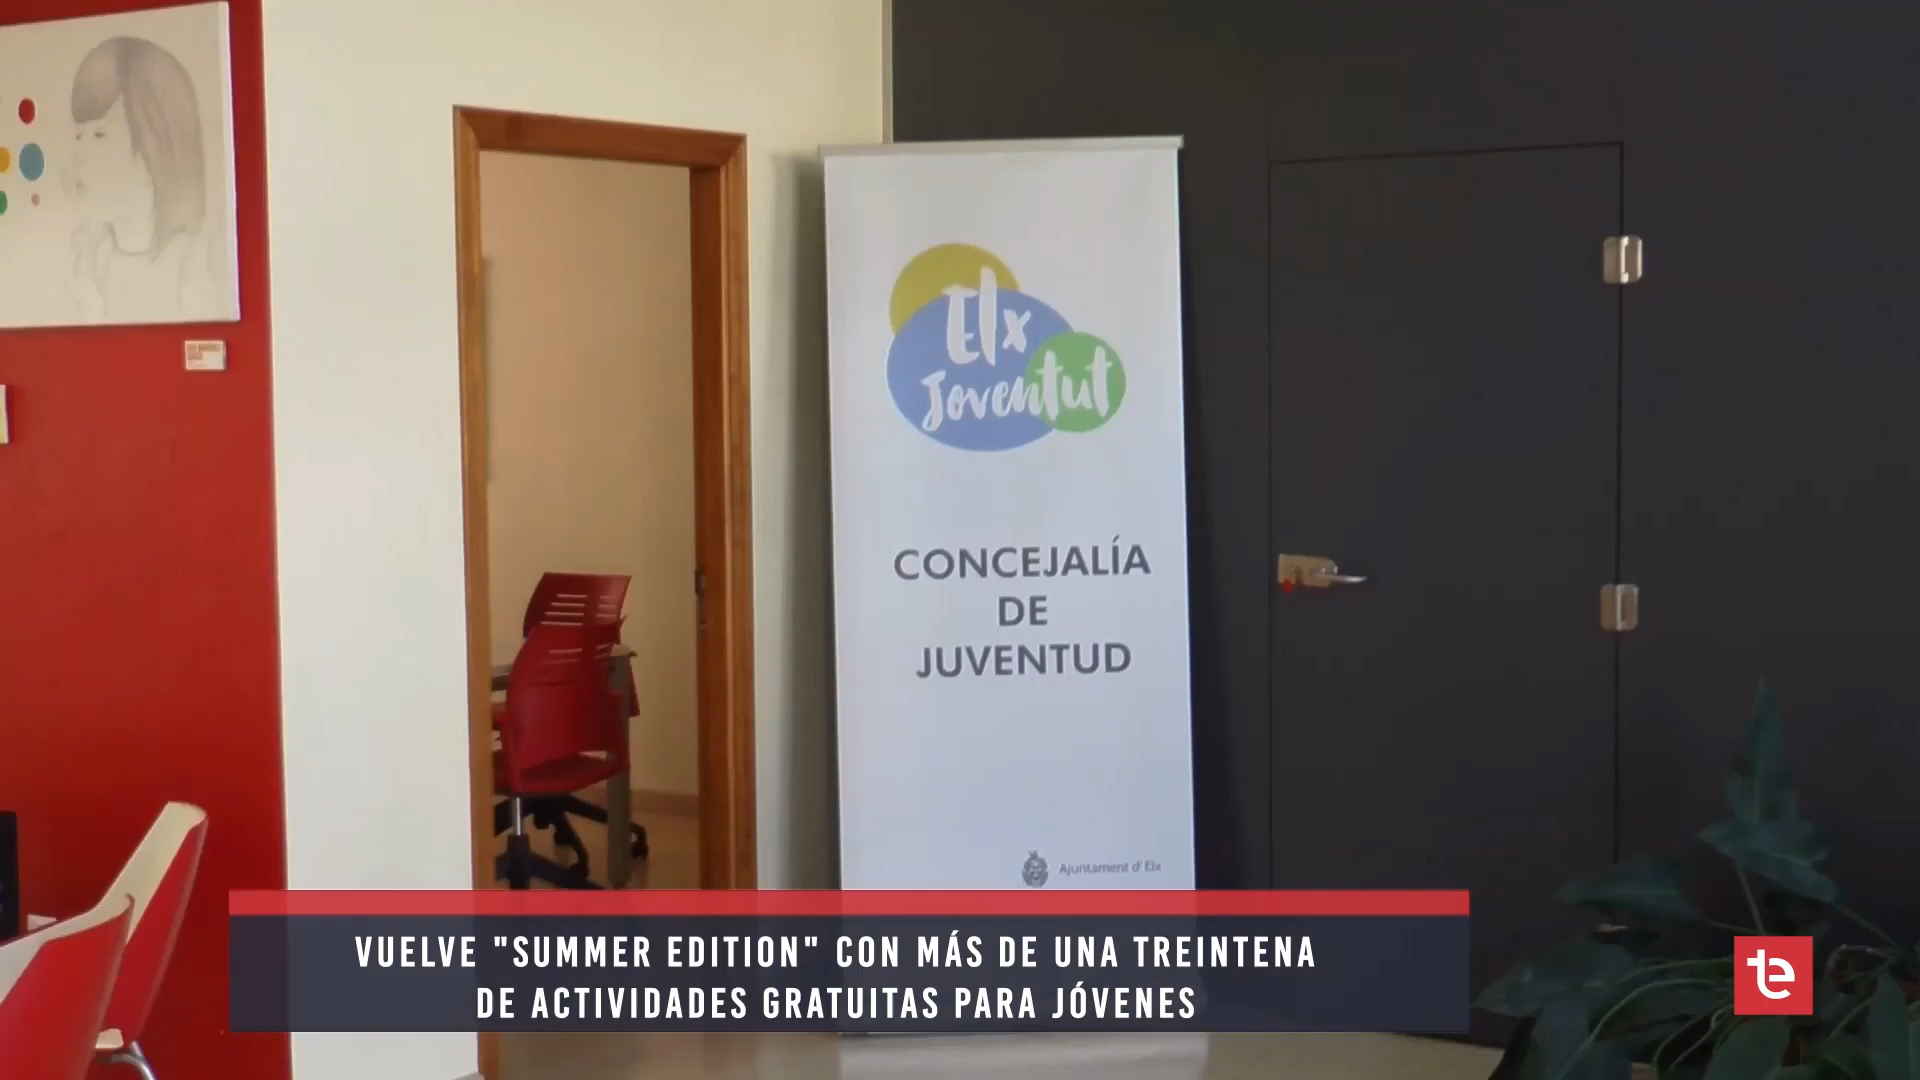 Elx
Joventut
CONCEJALÍA
DE
JUVENTUD
Ajuntament d'Elx
VUELVE "SUMMER EDITION" CON MÁS DE UNA TREINTENA
DE ACTIVIDADES GRATUITAS PARA JÓVENES
te